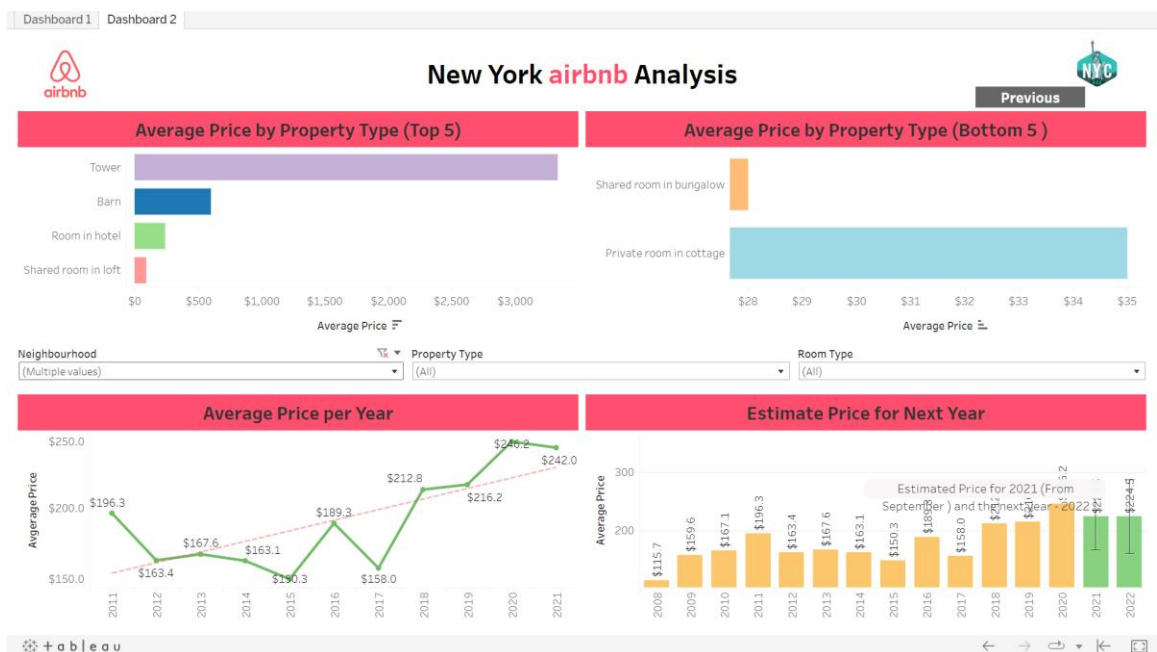 Dashboard 1 Dashboard 2
airbnb
New York airbnb Analysis
NYC
Previous
Average Price by Property Type (Top 5)
Tower
Barn
Room in hotel
Shared room in loft
$0 $500 $1,000 $1,500 $2,000 $2,500 $3,000
Average Price
Average Price by Property Type (Bottom 5 )
Shared room in bungalow
Private room in cottage
$28 $29 $30 $31 $32 $33 $34 $35
Average Price
Neighbourhood
(Multiple values)
Property Type
(All)
Room Type
(All)
Average Price per Year
Avgerage Price
$250.0
$200.0
$150.0
$196.3
$163.4
$167.6
$163.1
$150.3
$189.3
$158.0
$212.8
$216.2
$246.2
$242.0
2011 2012 2013 2014 2015 2016 2017 2018 2019 2020 2021
Estimate Price for Next Year
Average Price
300
200
Estimated Price for 2021 (From
September ) and the next year - 2022
$115.7
$159.6
$167.1
$196.3
$163.4
$167.6
$163.1
$150.3
$158.0
$224.5
2008 2009 2010 2011 2012 2013 2014 2015 2016 2017 2018 2019 2020 2021 2022
+ a b | e a u